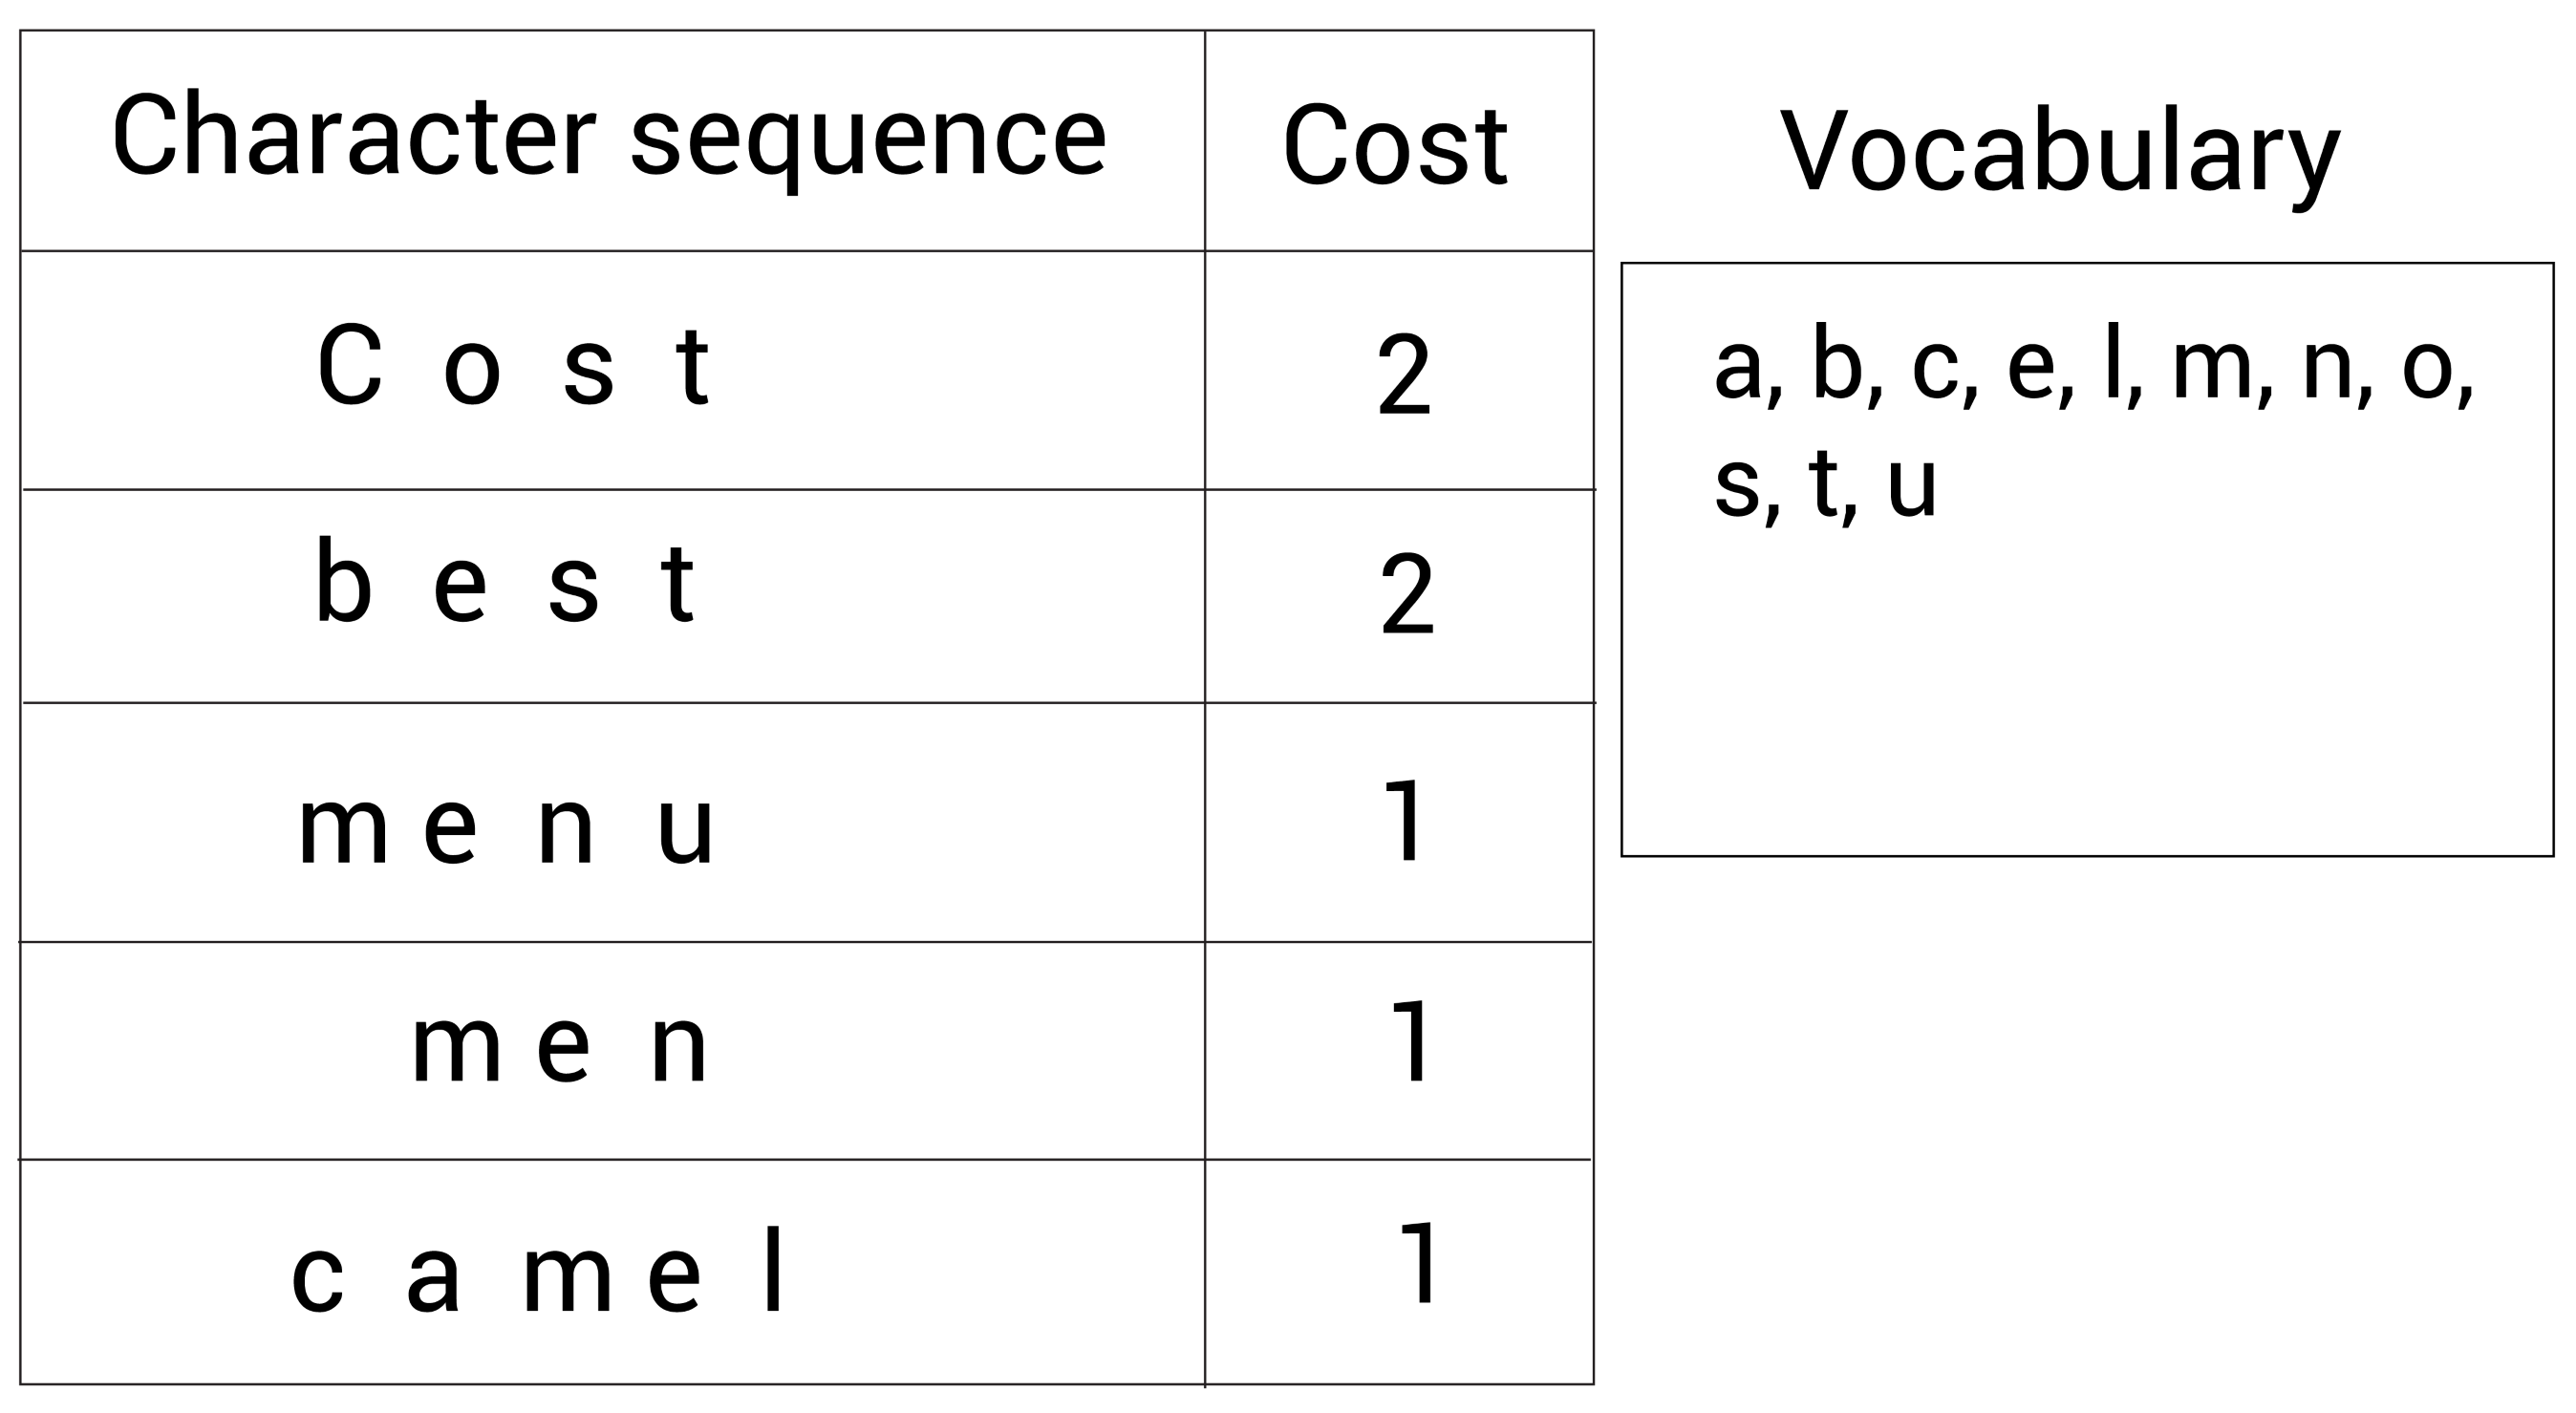 Character sequence Cost Vocabulary
C o s t 2
a, b, c, e, l, m, n, o,
s, t, u
b e s t 2
m e n u 1
m e n 1
c a m e l 1